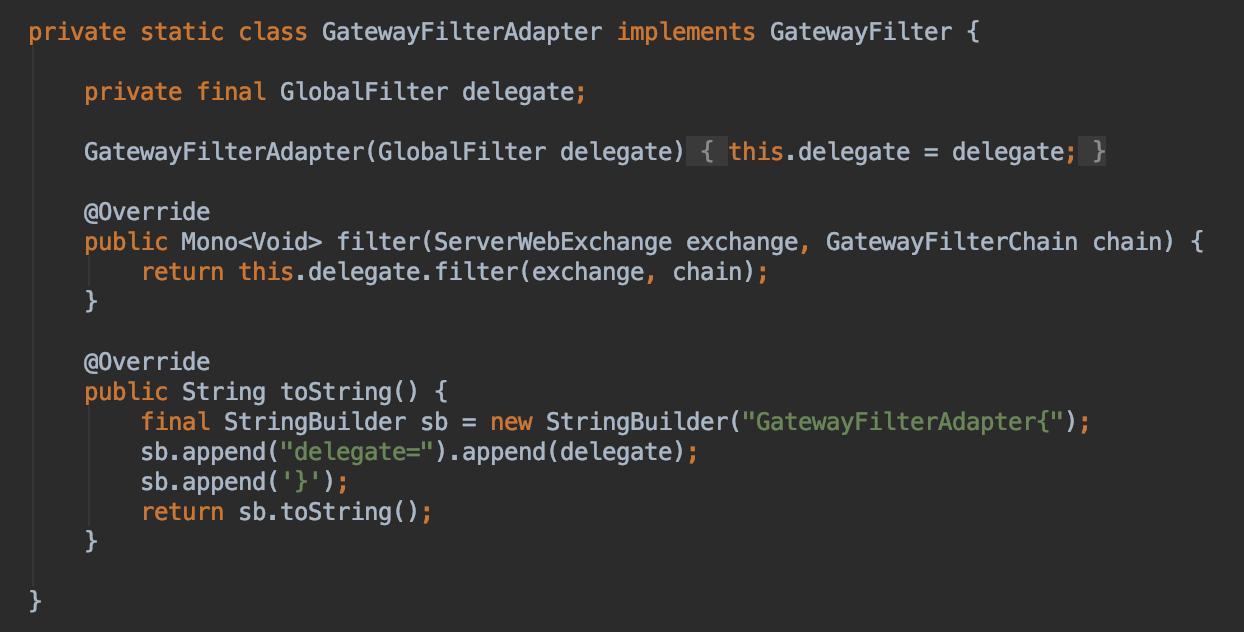 private static class GatewayFilterAdapter implements GatewayFilter {
private final GlobalFilter delegate;
GatewayFilterAdapter(GlobalFilter delegate) { this.delegate = delegate; }
@Override
public Mono<Void> filter(ServerWebExchange exchange, GatewayFilterChain chain) {
return this.delegate.filter(exchange, chain);
}
@Override
public String toString() {
final StringBuilder sb = new StringBuilder("GatewayFilterAdapter{");
sb.append("delegate=").append(delegate);
sb.append('}');
return sb.toString();
}
}